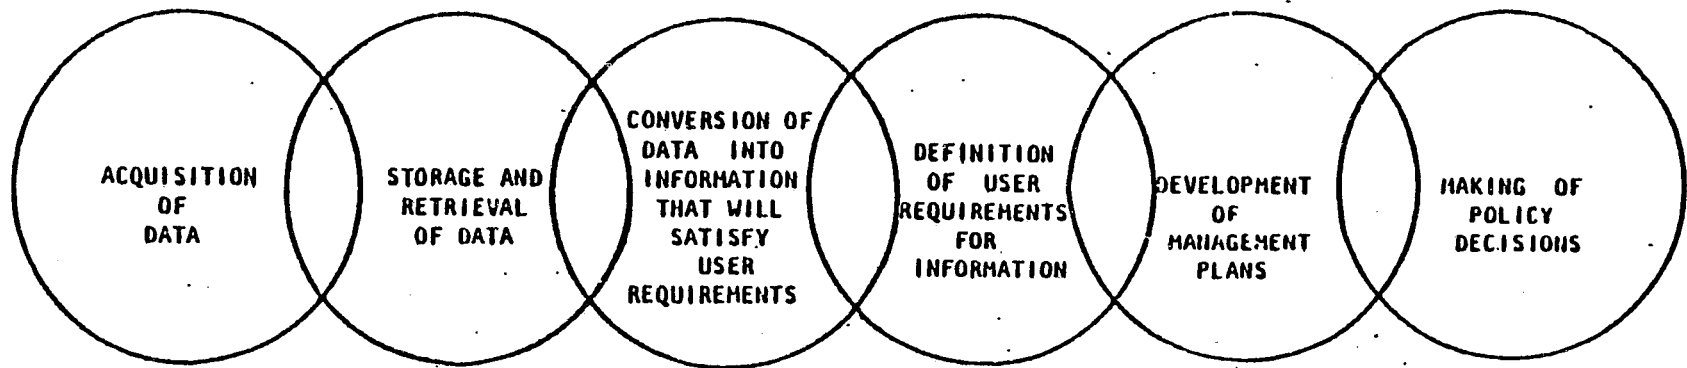 ACQUISITION
OF
DATA
STORAGE AND
RETRIEVAL
OF DATA
CONVERSION OF
DATA INTO
INFORMATION
THAT WILL
SATISFY
USER
REQUIREMENTS
DEFINITION
OF USER
REQUIREMENTS
FOR
INFORMATION
DEVELOPMENT
OF
MANAGEMENT
PLANS
MAKING OF
POLICY
DECISIONS